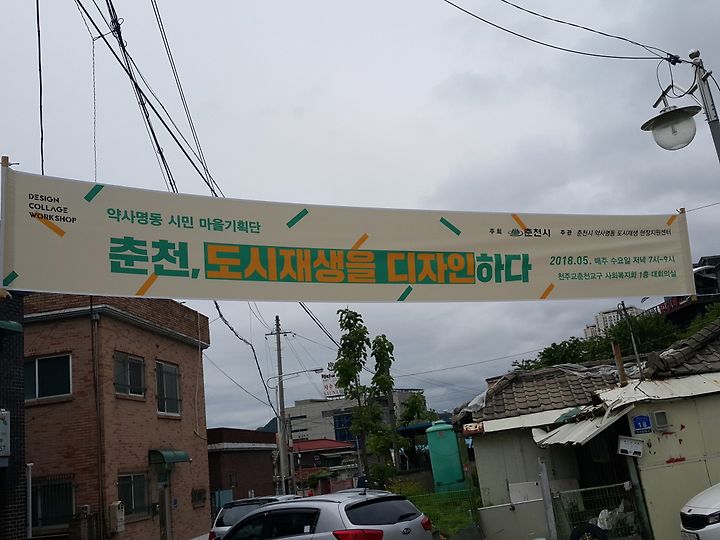 DESIGN
COLLAGE
WORKSHOP
약사명동 시민 마을기획단
춘천, 도시재생을 디자인하다
주최 춘천시 주관 춘천시 약사명동 도시재생 현장지원센터
2018.05. 매주 수요일 저녁 7시~9시
천주교춘천교구 사회복지회 1층 대회의실
18